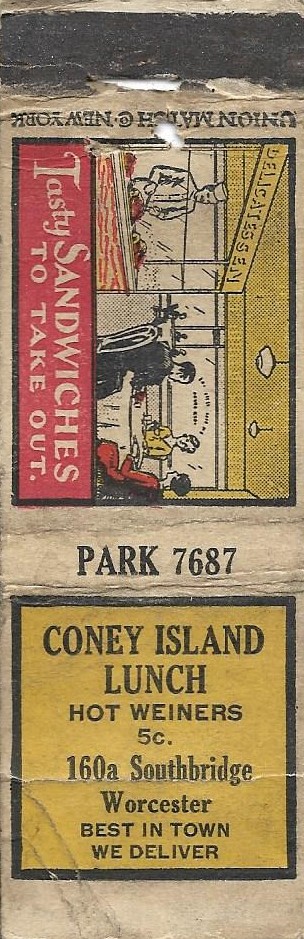 UNION MATCH © NEW YORK
DELICATESSEN
Tasty SANDWICHES
TO TAKE OUT.
PARK 7687
CONEY ISLAND
LUNCH
HOT WEINERS
5c.
160a Southbridge
Worcester
BEST IN TOWN
WE DELIVER